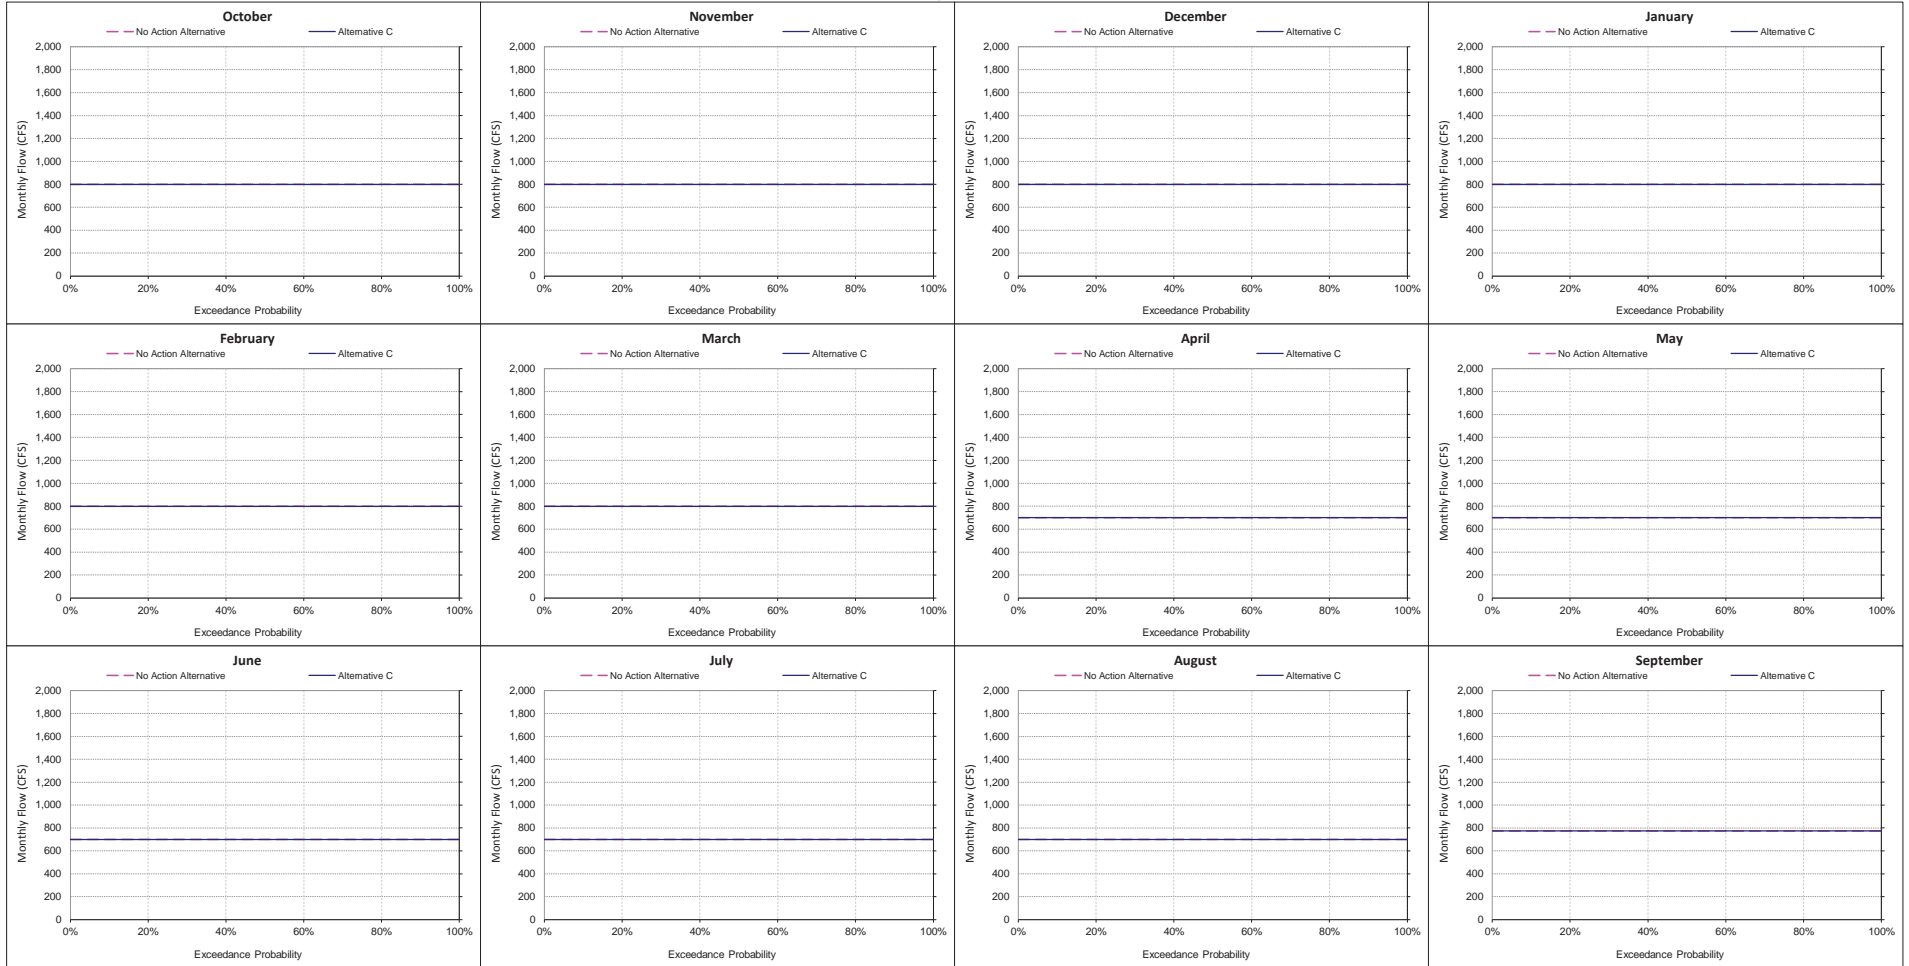 October
No Action Alternative Alternative C
2,000
1,800
1,600
1,400
1,200
1,000
800
600
400
200
0
Monthly Flow (CFS)
0% 20% 40% 60% 80% 100%
Exceedance Probability
November
No Action Alternative Alternative C
2,000
1,800
1,600
1,400
1,200
1,000
800
600
400
200
0
Monthly Flow (CFS)
0% 20% 40% 60% 80% 100%
Exceedance Probability
December
No Action Alternative Alternative C
2,000
1,800
1,600
1,400
1,200
1,000
800
600
400
200
0
Monthly Flow (CFS)
0% 20% 40% 60% 80% 100%
Exceedance Probability
January
No Action Alternative Alternative C
2,000
1,800
1,600
1,400
1,200
1,000
800
600
400
200
0
Monthly Flow (CFS)
0% 20% 40% 60% 80% 100%
Exceedance Probability
February
No Action Alternative Alternative C
2,000
1,800
1,600
1,400
1,200
1,000
800
600
400
200
0
Monthly Flow (CFS)
0% 20% 40% 60% 80% 100%
Exceedance Probability
March
No Action Alternative Alternative C
2,000
1,800
1,600
1,400
1,200
1,000
800
600
400
200
0
Monthly Flow (CFS)
0% 20% 40% 60% 80% 100%
Exceedance Probability
April
No Action Alternative Alternative C
2,000
1,800
1,600
1,400
1,200
1,000
800
600
400
200
0
Monthly Flow (CFS)
0% 20% 40% 60% 80% 100%
Exceedance Probability
May
No Action Alternative Alternative C
2,000
1,800
1,600
1,400
1,200
1,000
800
600
400
200
0
Monthly Flow (CFS)
0% 20% 40% 60% 80% 100%
Exceedance Probability
June
No Action Alternative Alternative C
2,000
1,800
1,600
1,400
1,200
1,000
800
600
400
200
0
Monthly Flow (CFS)
0% 20% 40% 60% 80% 100%
Exceedance Probability
July
No Action Alternative Alternative C
2,000
1,800
1,600
1,400
1,200
1,000
800
600
400
200
0
Monthly Flow (CFS)
0% 20% 40% 60% 80% 100%
Exceedance Probability
August
No Action Alternative Alternative C
2,000
1,800
1,600
1,400
1,200
1,000
800
600
400
200
0
Monthly Flow (CFS)
0% 20% 40% 60% 80% 100%
Exceedance Probability
September
No Action Alternative Alternative C
2,000
1,800
1,600
1,400
1,200
1,000
800
600
400
200
0
Monthly Flow (CFS)
0% 20% 40% 60% 80% 100%
Exceedance Probability